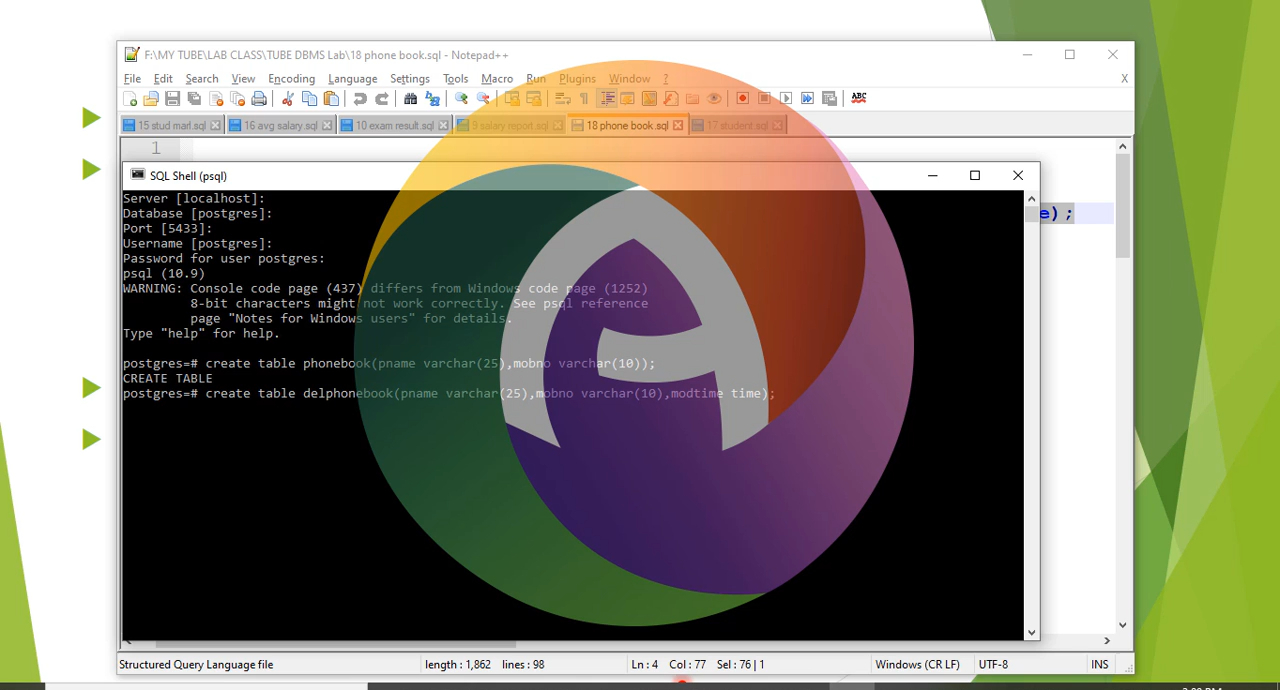 F:\MY TUBE\LAB CLASS\TUBE DBMS Lab\18 phone book.sql - Notepad++
File Edit Search View Encoding Language Settings Tools Macro Run Plugins Window ? X
15 stud marl.sql 16 avg salary.sql 10 exam result.sql 9 salary report.sql 18 phone book.sql 17 student.sql
1
SQL Shell (psql)
e);
Server [localhost]:
Database [postgres]:
Port [5433]:
Username [postgres]:
Password for user postgres:
psql (10.9)
WARNING: Console code page (437) differs from Windows code page (1252)
8-bit characters might not work correctly. See psql reference
page "Notes for Windows users" for details.
Type "help" for help.
postgres=# create table phonebook(pname varchar(25),mobno varchar(10));
CREATE TABLE
postgres=# create table delphonebook(pname varchar(25),mobno varchar(10),modtime time);
Structured Query Language file length : 1,862 lines : 98 Ln : 4 Col : 77 Sel : 76 | 1 Windows (CR LF) UTF-8 INS